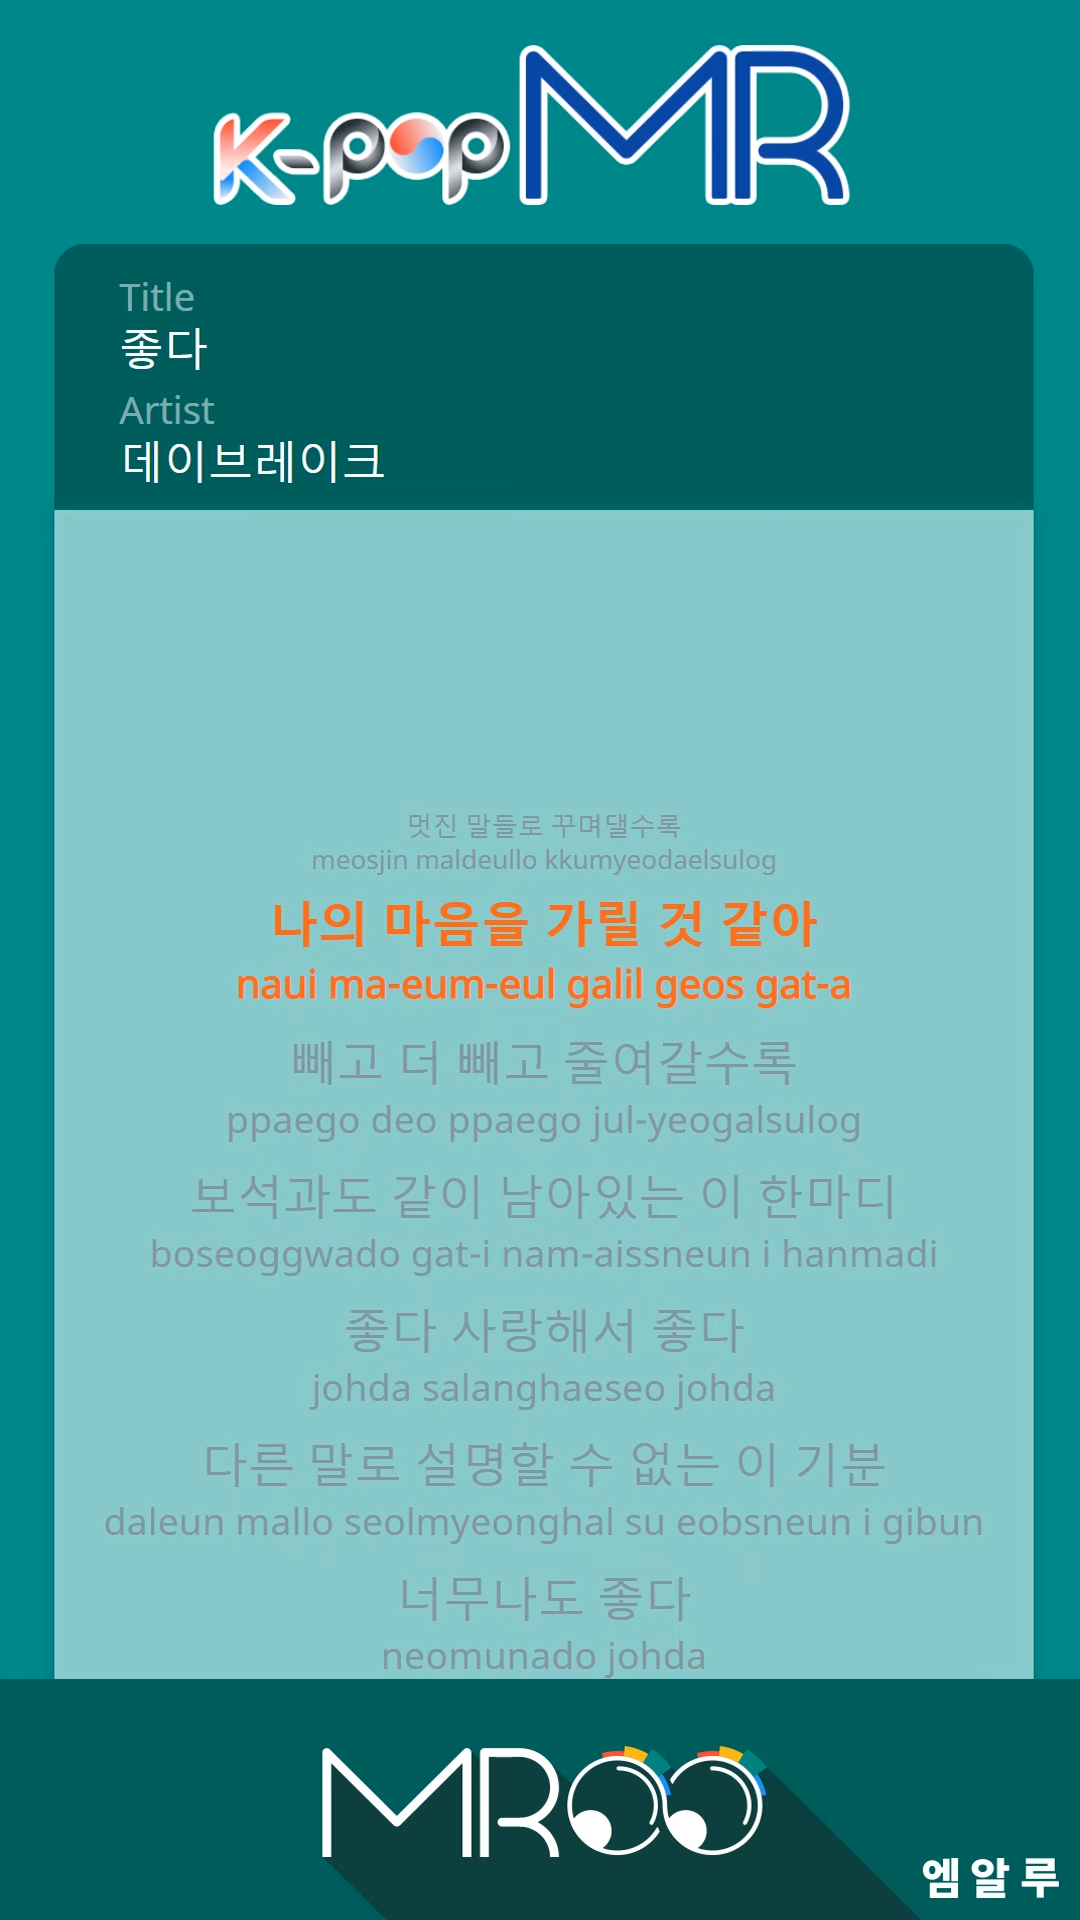 K-pop MR
Title
좋다
Artist
데이브레이크
멋진 말들로 꾸며댈수록
meosjin maldeullo kkumyeodaelsulog
나의 마음을 가릴 것 같아
naui ma-eum-eul galil geos gat-a
빼고 더 빼고 줄여갈수록
ppaego deo ppaego jul-yeogalsulog
보석과도 같이 남아있는 이 한마디
boseoggwado gat-i nam-aissneun i hanmadi
좋다 사랑해서 좋다
johda salanghaeseo johda
다른 말로 설명할 수 없는 이 기분
daleun mallo seolmyeonghal su eobsneun i gibun
너무나도 좋다
neomunado johda
MROO
엠알루